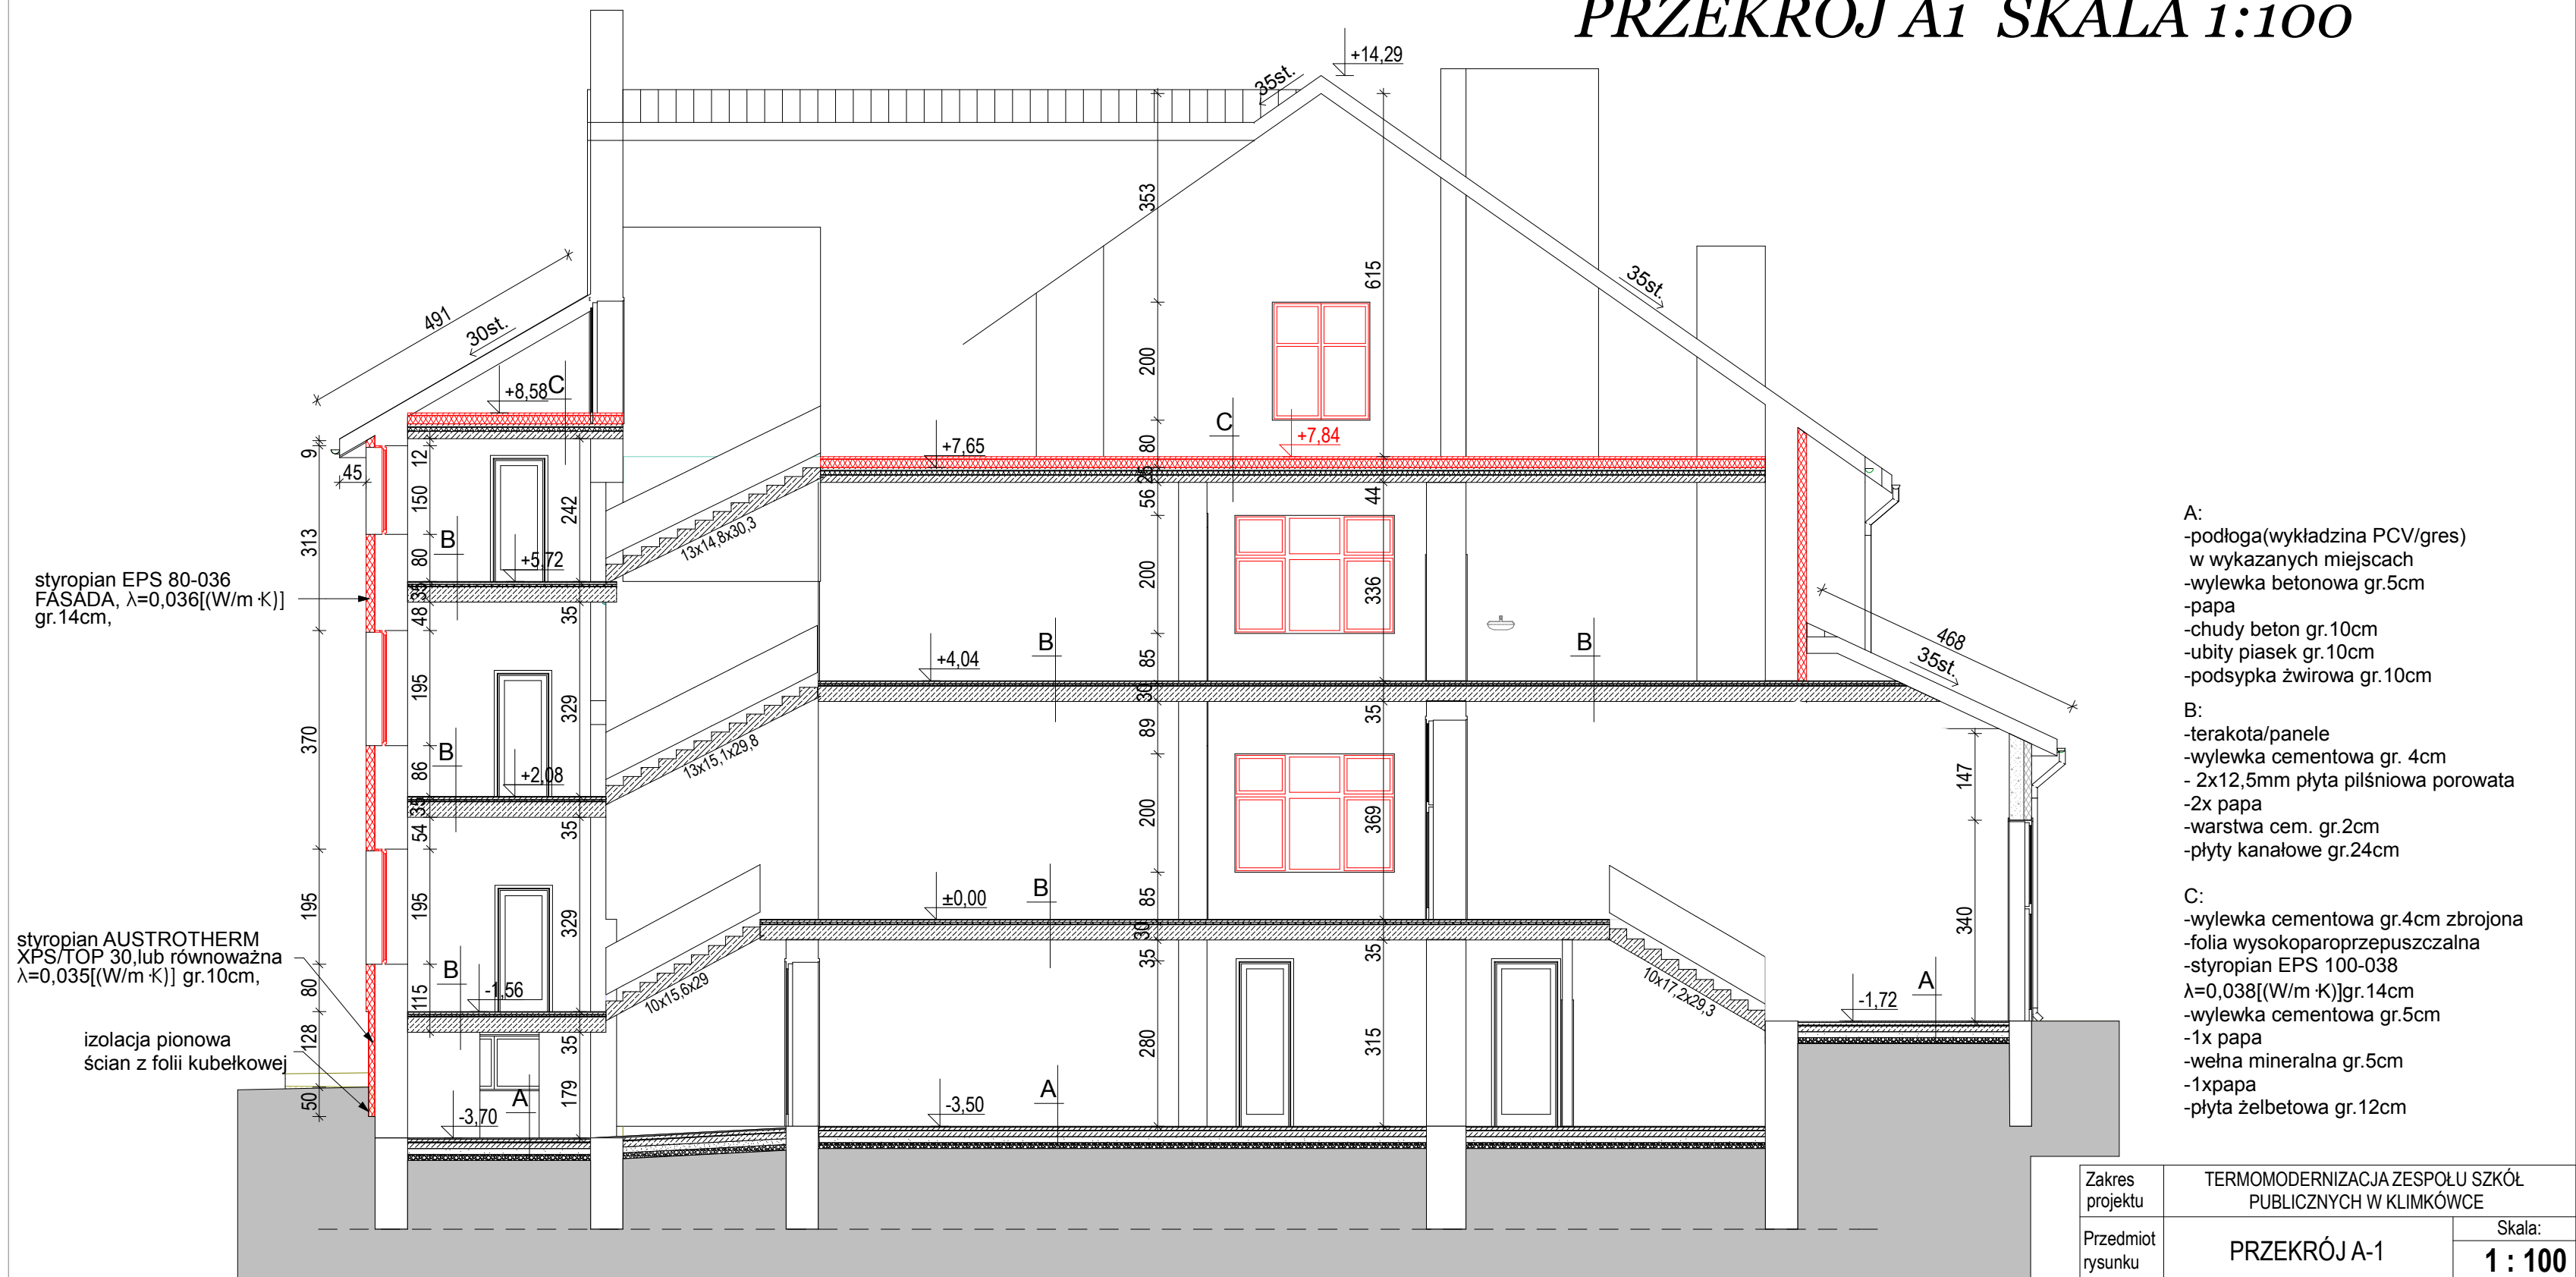 PRZEKRÓJ A1 SKALA 1:100
+14,29
35st.
353
615
35st.
491
30st.
+8,58
C
200
C
+7,84
+7,65
80
9
45
12
150
242
25
56
44
13x14,8x30,3
B
313
80
+5,72
200
336
styropian EPS 80-036
FASADA, λ=0,036[(W/m·K)]
gr.14cm,
35
48
35
B
B
+4,04
85
468
35st.
195
329
30
35
370
89
13x15,1x29,8
B
86
+2,08
147
35
54
35
200
369
195
195
329
B
±0,00
85
340
styropian AUSTROTHERM
XPS/TOP 30,lub równoważna
λ=0,035[(W/m·K)] gr.10cm,
30
35
35
B
80
115
-1,56
10x15,6x29
10x17,2x29,3
A
-1,72
izolacja pionowa
ścian z folii kubełkowej
128
35
280
315
50
179
A
A
-3,70
-3,50
A:
-podłoga(wykładzina PCV/gres)
w wykazanych miejscach
-wylewka betonowa gr.5cm
-papa
-chudy beton gr.10cm
-ubity piasek gr.10cm
-podsypka żwirowa gr.10cm
B:
-terakota/panele
-wylewka cementowa gr. 4cm
- 2x12,5mm płyta pilśniowa porowata
-2x papa
-warstwa cem. gr.2cm
-płyty kanałowe gr.24cm
C:
-wylewka cementowa gr.4cm zbrojona
-folia wysokoparoprzepuszczalna
-styropian EPS 100-038
λ=0,038[(W/m·K)]gr.14cm
-wylewka cementowa gr.5cm
-1x papa
-wełna mineralna gr.5cm
-1xpapa
-płyta żelbetowa gr.12cm
Zakres
projektu
TERMOMODERNIZACJA ZESPOŁU SZKÓŁ
PUBLICZNYCH W KLIMKÓWCE
Przedmiot
rysunku
PRZEKRÓJ A-1
Skala:
1 : 100